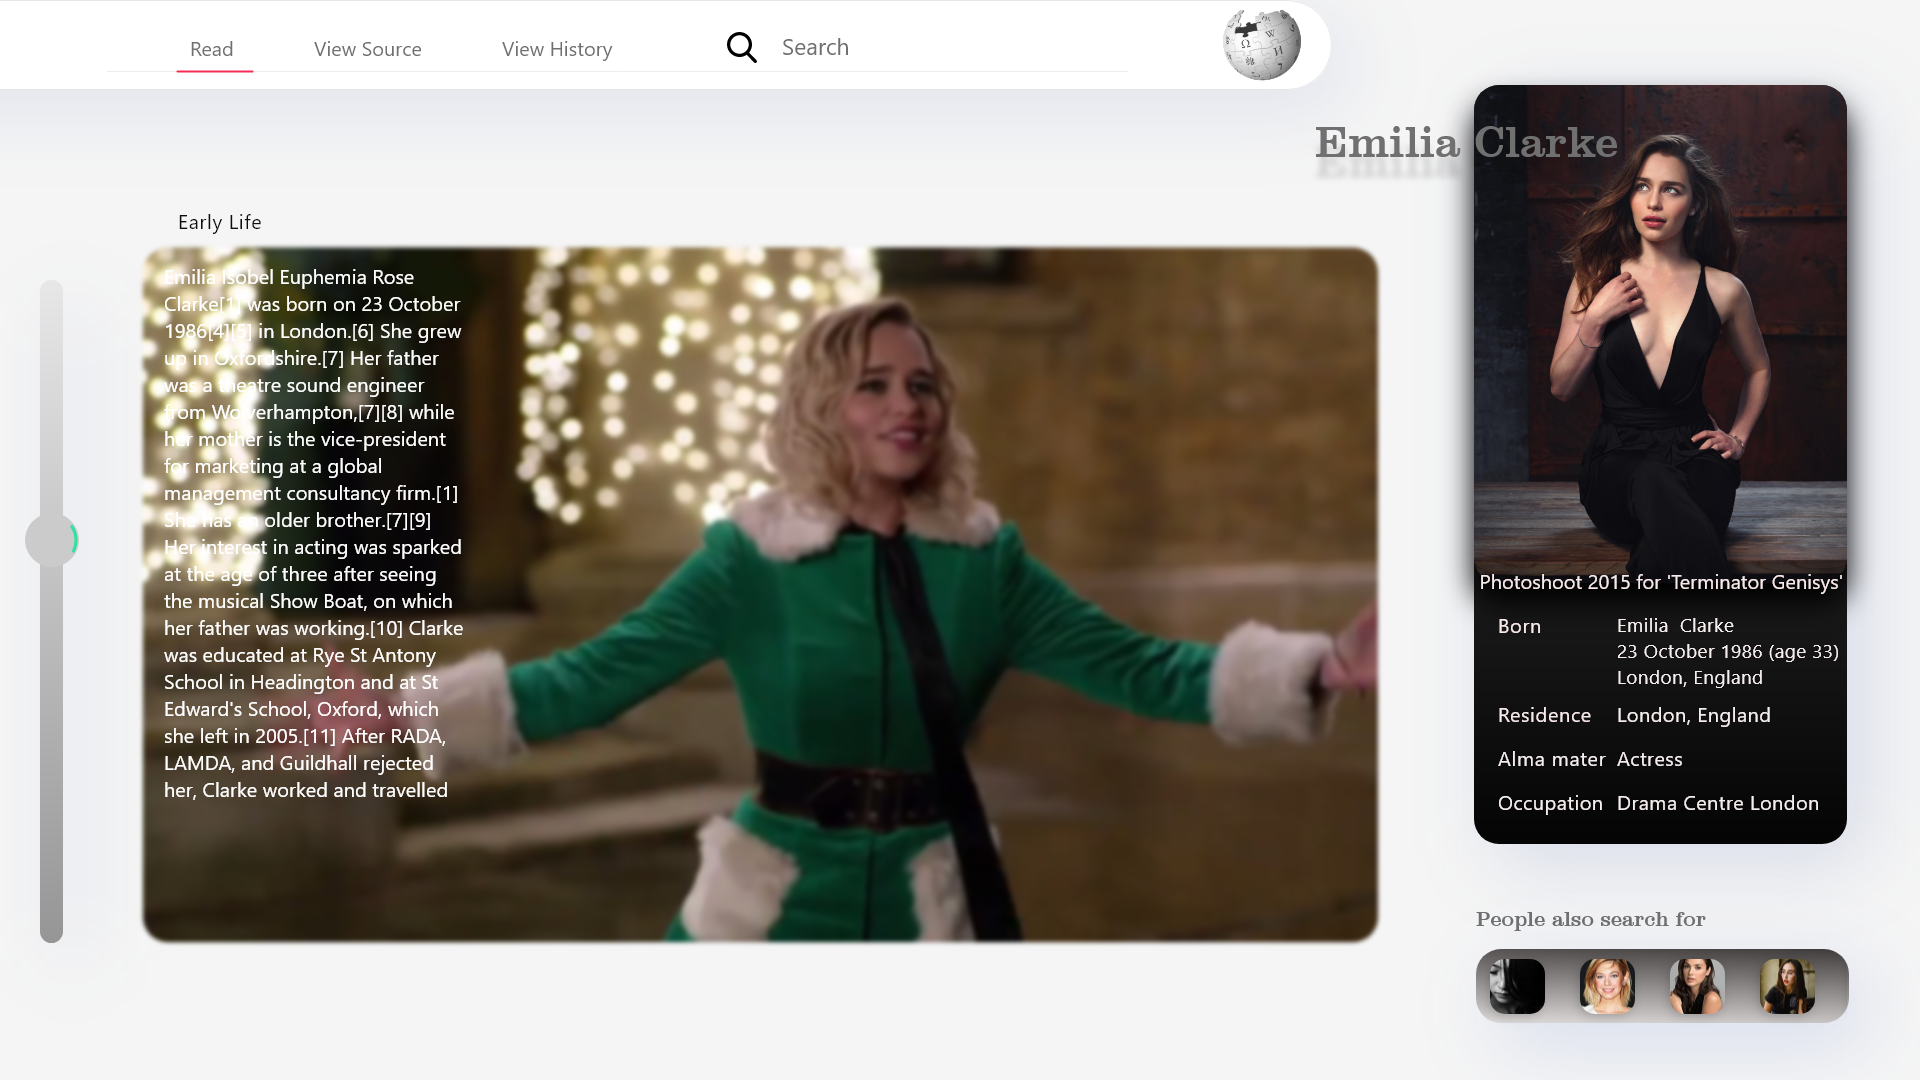 Read
View Source
View History
Search
Emilia Clarke
Early Life
Emilia Isobel Euphemia Rose
Clarke[1] was born on 23 October
1986[4][5] in London.[6] She grew
up in Oxfordshire.[7] Her father
was a theatre sound engineer
from Wolverhampton,[7][8] while
her mother is the vice-president
for marketing at a global
management consultancy firm.[1]
She has an older brother.[7][9]
Her interest in acting was sparked
at the age of three after seeing
the musical Show Boat, on which
her father was working.[10] Clarke
was educated at Rye St Antony
School in Headington and at St
Edward's School, Oxford, which
she left in 2005.[11] After RADA,
LAMDA, and Guildhall rejected
her, Clarke worked and travelled
Photoshoot 2015 for 'Terminator Genisys'
Born Emilia Clarke
23 October 1986 (age 33)
London, England
Residence London, England
Alma mater Actress
Occupation Drama Centre London
People also search for